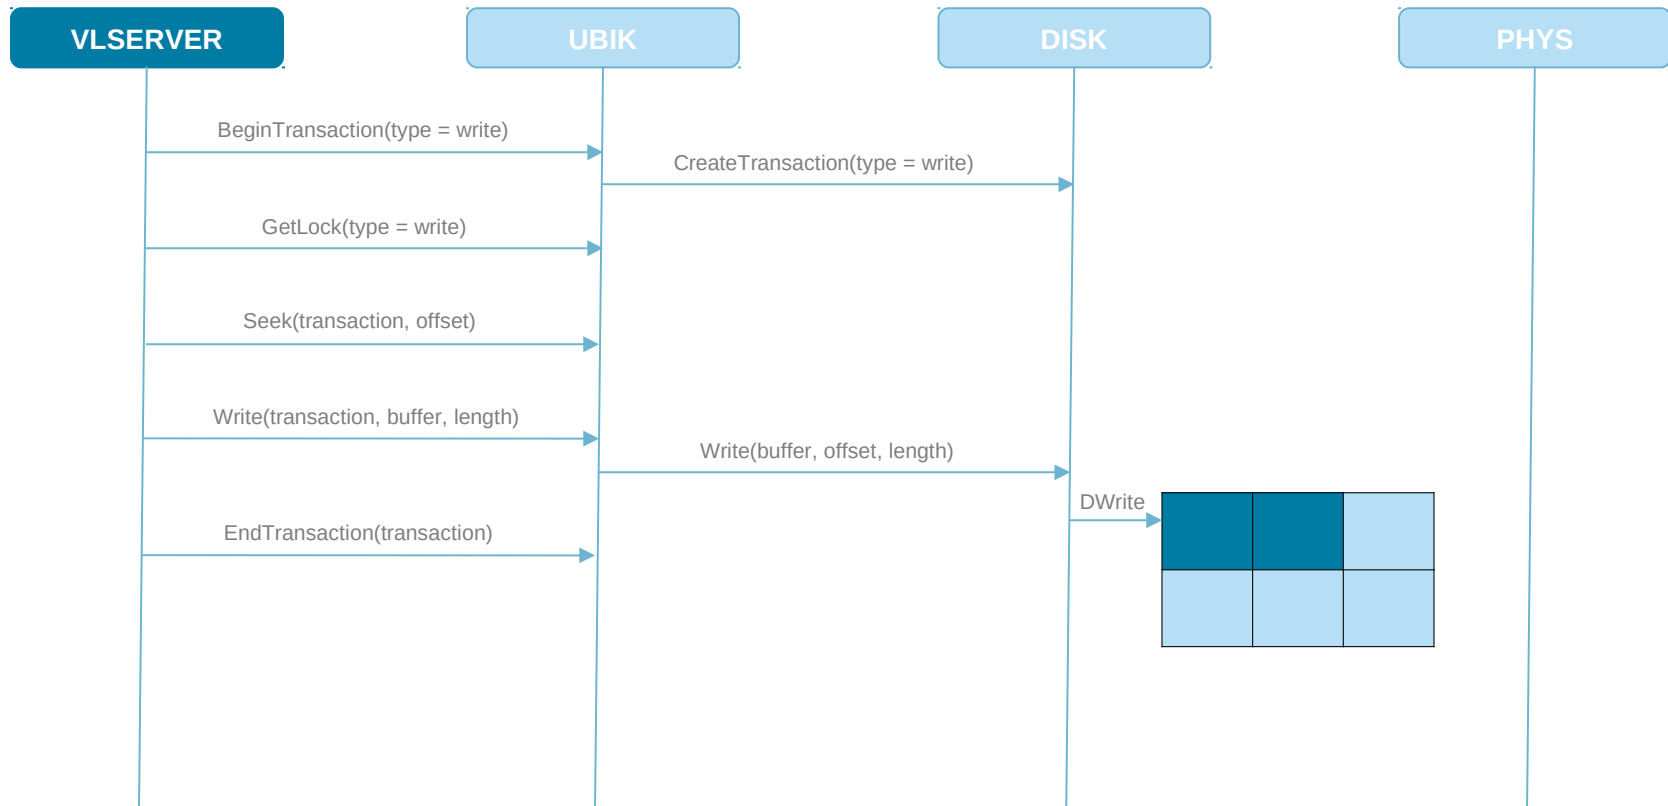 VLSERVER
UBIK
DISK
PHYS
BeginTransaction(type = write)
CreateTransaction(type = write)
GetLock(type = write)
Seek(transaction, offset)
Write(transaction, buffer, length)
Write(buffer, offset, length)
DWrite
EndTransaction(transaction)